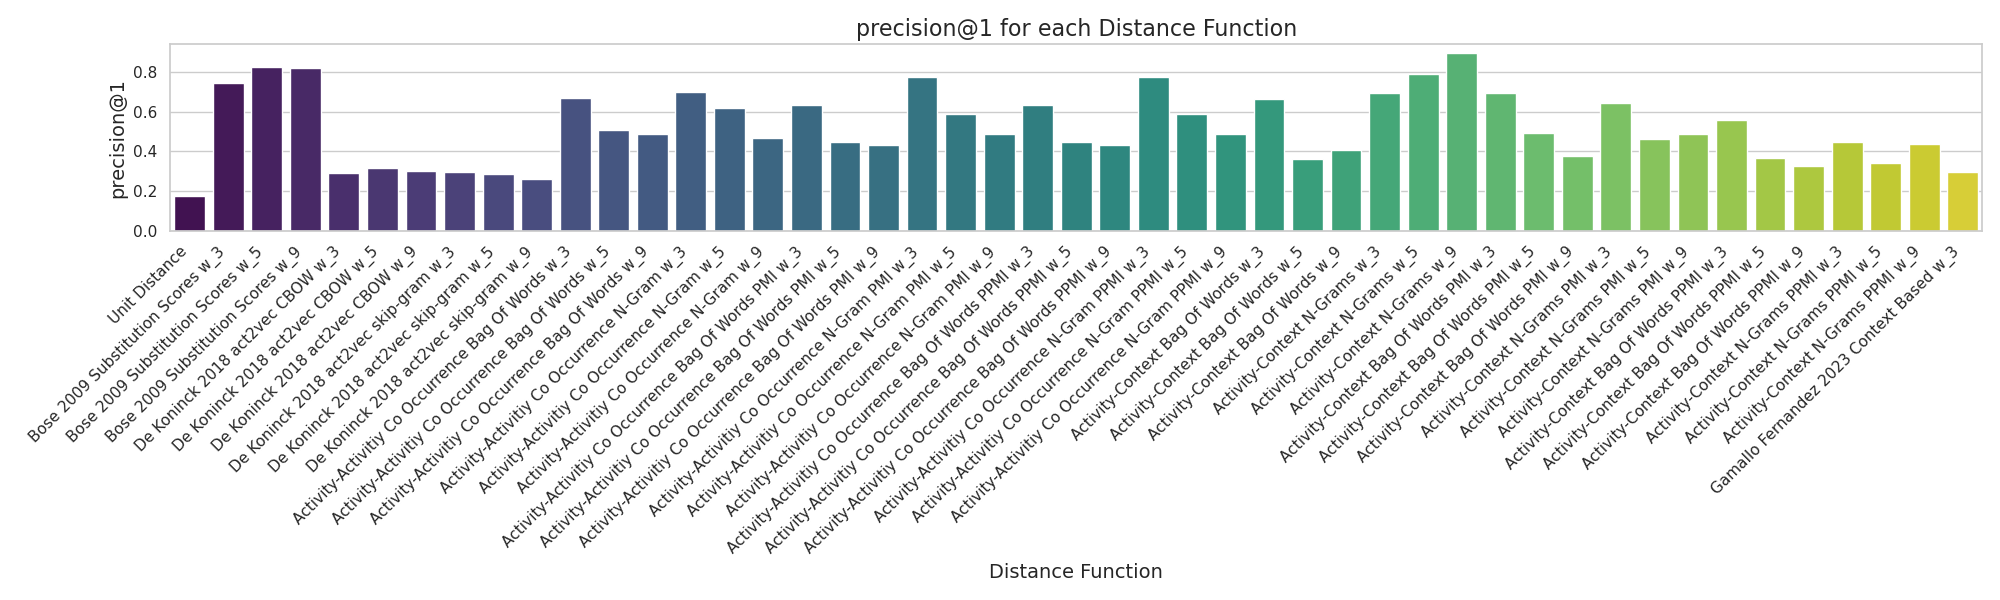 precision@1 for each Distance Function
precision@1
0.8
0.6
0.4
0.2
0.0
Unit Distance
Bose 2009 Substitution Scores w_3
Bose 2009 Substitution Scores w_5
Bose 2009 Substitution Scores w_9
De Koninck 2018 act2vec CBOW w_3
De Koninck 2018 act2vec CBOW w_5
De Koninck 2018 act2vec CBOW w_9
De Koninck 2018 act2vec skip-gram w_3
De Koninck 2018 act2vec skip-gram w_5
De Koninck 2018 act2vec skip-gram w_9
Activity-Activitiy Co Occurrence Bag Of Words w_3
Activity-Activitiy Co Occurrence Bag Of Words w_5
Activity-Activitiy Co Occurrence Bag Of Words w_9
Activity-Activitiy Co Occurrence N-Gram w_3
Activity-Activitiy Co Occurrence N-Gram w_5
Activity-Activitiy Co Occurrence N-Gram w_9
Activity-Activitiy Co Occurrence Bag Of Words PMI w_3
Activity-Activitiy Co Occurrence Bag Of Words PMI w_5
Activity-Activitiy Co Occurrence Bag Of Words PMI w_9
Activity-Activitiy Co Occurrence N-Gram PMI w_3
Activity-Activitiy Co Occurrence N-Gram PMI w_5
Activity-Activitiy Co Occurrence N-Gram PMI w_9
Activity-Activitiy Co Occurrence Bag Of Words PPMI w_3
Activity-Activitiy Co Occurrence Bag Of Words PPMI w_5
Activity-Activitiy Co Occurrence Bag Of Words PPMI w_9
Activity-Activitiy Co Occurrence N-Gram PPMI w_3
Activity-Activitiy Co Occurrence N-Gram PPMI w_5
Activity-Activitiy Co Occurrence N-Gram PPMI w_9
Activity-Context Bag Of Words w_3
Activity-Context Bag Of Words w_5
Activity-Context Bag Of Words w_9
Activity-Context N-Grams w_3
Activity-Context N-Grams w_5
Activity-Context N-Grams w_9
Activity-Context Bag Of Words PMI w_3
Activity-Context Bag Of Words PMI w_5
Activity-Context Bag Of Words PMI w_9
Activity-Context N-Grams PMI w_3
Activity-Context N-Grams PMI w_5
Activity-Context N-Grams PMI w_9
Activity-Context Bag Of Words PPMI w_3
Activity-Context Bag Of Words PPMI w_5
Activity-Context Bag Of Words PPMI w_9
Activity-Context N-Grams PPMI w_3
Activity-Context N-Grams PPMI w_5
Activity-Context N-Grams PPMI w_9
Gamallo Fernandez 2023 Context Based w_3
Distance Function